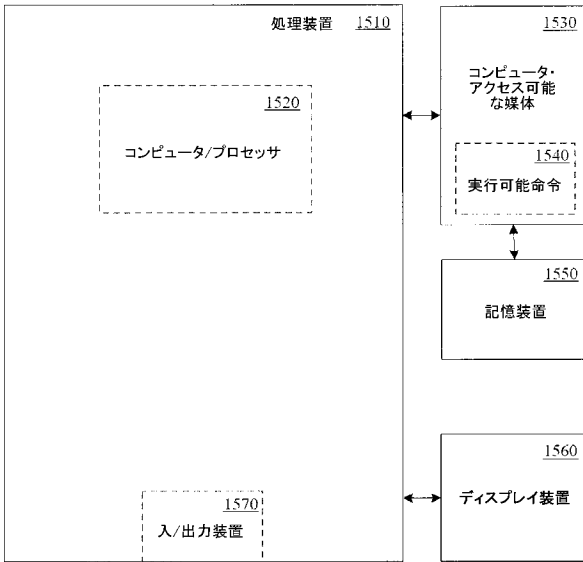 処理装置 1510
1520
コンピュータ/プロセッサ
1570
入/出力装置
1530
コンピュータ・
アクセス可能
な媒体
1540
実行可能命令
1550
記憶装置
1560
ディスプレイ装置